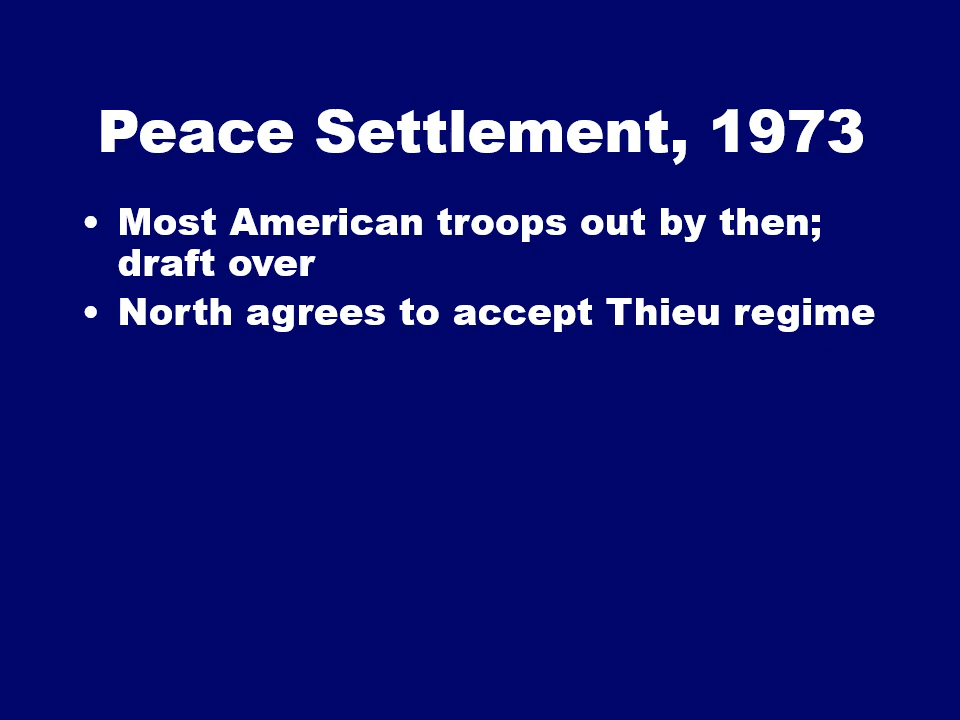 Peace Settlement, 1973
• Most American troops out by then;
draft over
• North agrees to accept Thieu regime